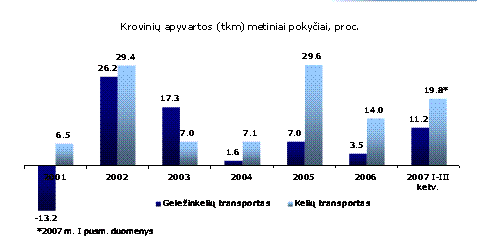 Krovinių apyvartos (tkm) metiniai pokyčiai, proc.
29.4
29.6
26.2
17.3
19.8*
14.0
11.2
6.5
7.0
7.1
7.0
1.6
3.5
2001 2002 2003 2004 2005 2006 2007 I-III
ketv.
-13.2
Geležinkelių transportas Kelių transportas
*2007 m. I pusm. duomenys